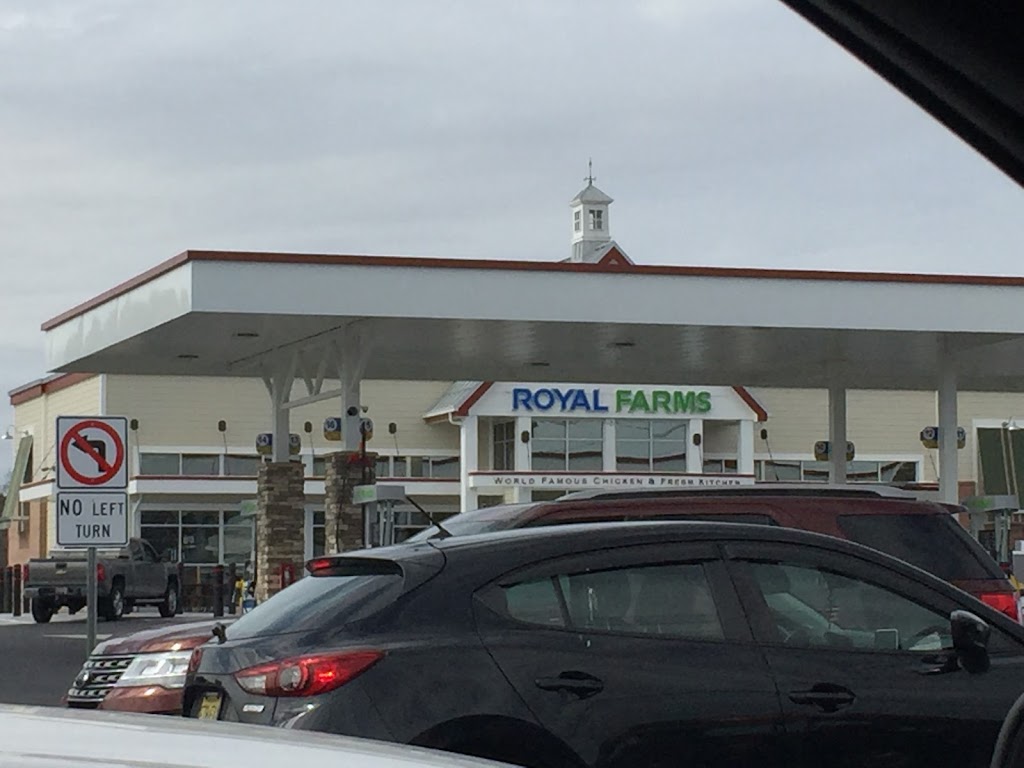 ROYAL FARMS
WORLD FAMOUS CHICKEN & FRESH KITCHEN
NO LEFT
TURN